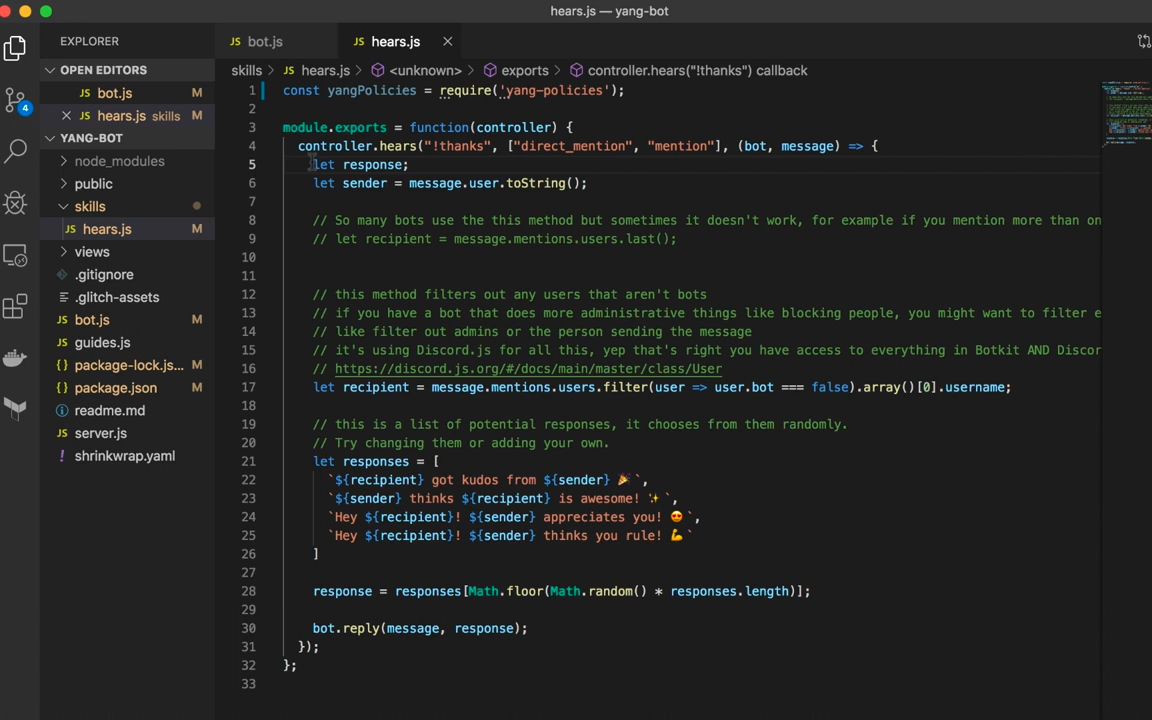 hears.js — yang-bot
EXPLORER
JS bot.js
JS hears.js
OPEN EDITORS
skills > JS hears.js > <unknown> > exports > controller.hears("!thanks") callback
JS bot.js M
JS hears.js skills M
4
YANG-BOT
node_modules
public
skills
JS hears.js M
views
.gitignore
.glitch-assets
JS bot.js M
JS guides.js
{} package-lock.js... M
{} package.json M
readme.md
JS server.js
! shrinkwrap.yaml
1 const yangPolicies = require('yang-policies');
2
3 module.exports = function(controller) {
4 controller.hears("!thanks", ["direct_mention", "mention"], (bot, message) => {
5 let response;
6 let sender = message.user.toString();
7
8 // So many bots use the this method but sometimes it doesn't work, for example if you mention more than on
9 // let recipient = message.mentions.users.last();
10
11
12 // this method filters out any users that aren't bots
13 // if you have a bot that does more administrative things like blocking people, you might want to filter e
14 // like filter out admins or the person sending the message
15 // it's using Discord.js for all this, yep that's right you have access to everything in Botkit AND Discor
16 // https://discord.js.org/#/docs/main/master/class/User
17 let recipient = message.mentions.users.filter(user => user.bot === false).array()[0].username;
18
19 // this is a list of potential responses, it chooses from them randomly.
20 // Try changing them or adding your own.
21 let responses = [
22 `${recipient} got kudos from ${sender} 🎉`,
23 `${sender} thinks ${recipient} is awesome! ✨`,
24 `Hey ${recipient}! ${sender} appreciates you! 😍`,
25 `Hey ${recipient}! ${sender} thinks you rule! 💪`
26 ]
27
28 response = responses[Math.floor(Math.random() * responses.length)];
29
30 bot.reply(message, response);
31 });
32 };
33